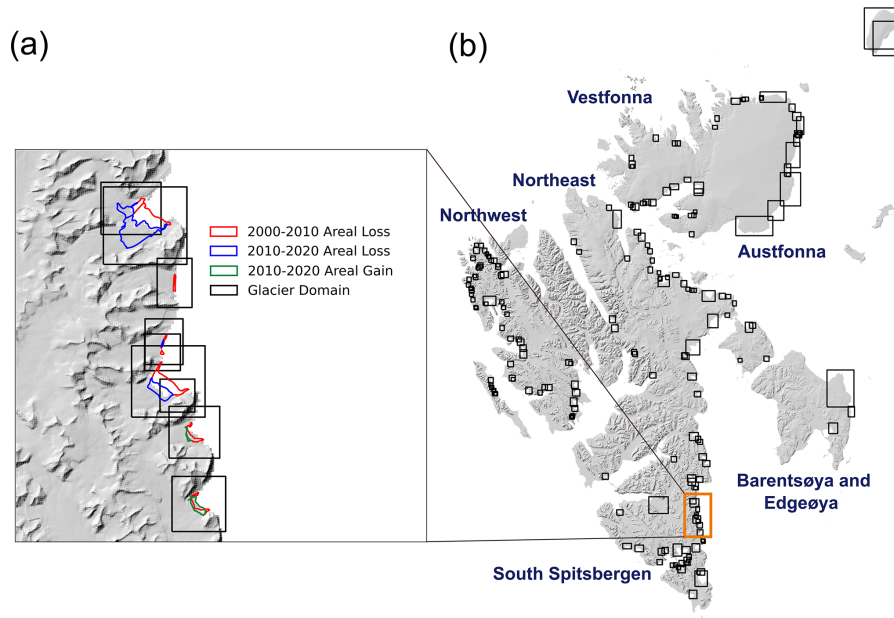 (a)
(b)
2000-2010 Areal Loss
2010-2020 Areal Loss
2010-2020 Areal Gain
Glacier Domain
Vestfonna
Northeast
Northwest
Austfonna
Barentsøya and
Edgeøya
South Spitsbergen